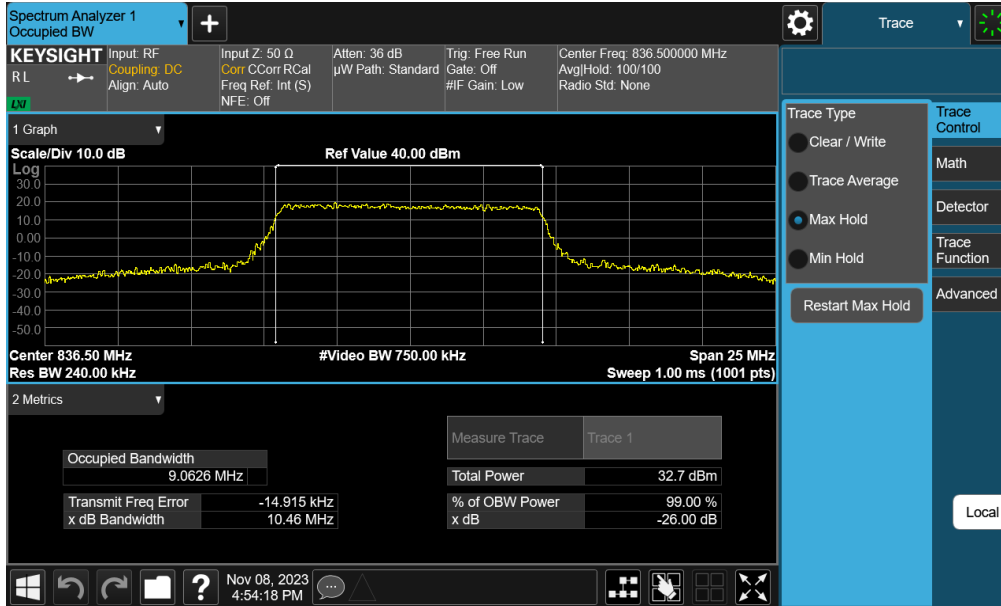 Spectrum Analyzer 1
Occupied BW
Trace
KEYSIGHT
R L
LXI
Input: RF
Coupling: DC
Align: Auto
Input Z: 50 Ω
Corr CCorr RCal
Freq Ref: Int (S)
NFE: Off
Atten: 36 dB
µW Path: Standard
Trig: Free Run
Gate: Off
#IF Gain: Low
Center Freq: 836.500000 MHz
Avg|Hold: 100/100
Radio Std: None
1 Graph
Scale/Div 10.0 dB
Ref Value 40.00 dBm
Log
30.0
20.0
10.0
0.00
-10.0
-20.0
-30.0
-40.0
-50.0
Center 836.50 MHz
#Video BW 750.00 kHz
Span 25 MHz
Res BW 240.00 kHz
Sweep 1.00 ms (1001 pts)
2 Metrics
Measure Trace
Trace 1
Occupied Bandwidth
9.0626 MHz
Total Power
32.7 dBm
Transmit Freq Error
-14.915 kHz
% of OBW Power
99.00 %
x dB Bandwidth
10.46 MHz
x dB
-26.00 dB
Trace Type
Clear / Write
Trace Average
Max Hold
Min Hold
Restart Max Hold
Trace
Control
Math
Detector
Trace
Function
Advanced
Local
?
Nov 08, 2023
4:54:18 PM